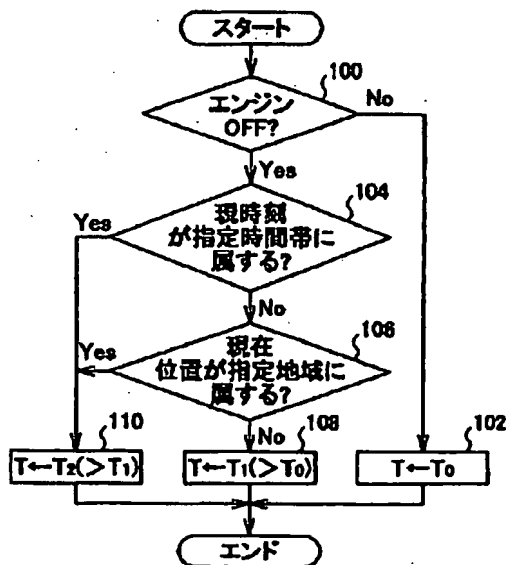 スタート
100
エンジン
OFF?
No
Yes
104
現時刻
が指定時間帯に
属する?
Yes
No
106
現在
位置が指定地域に
属する?
Yes
No
110
T←T₂(>T₁)
108
T←T₁(>T₀)
102
T←T₀
エンド